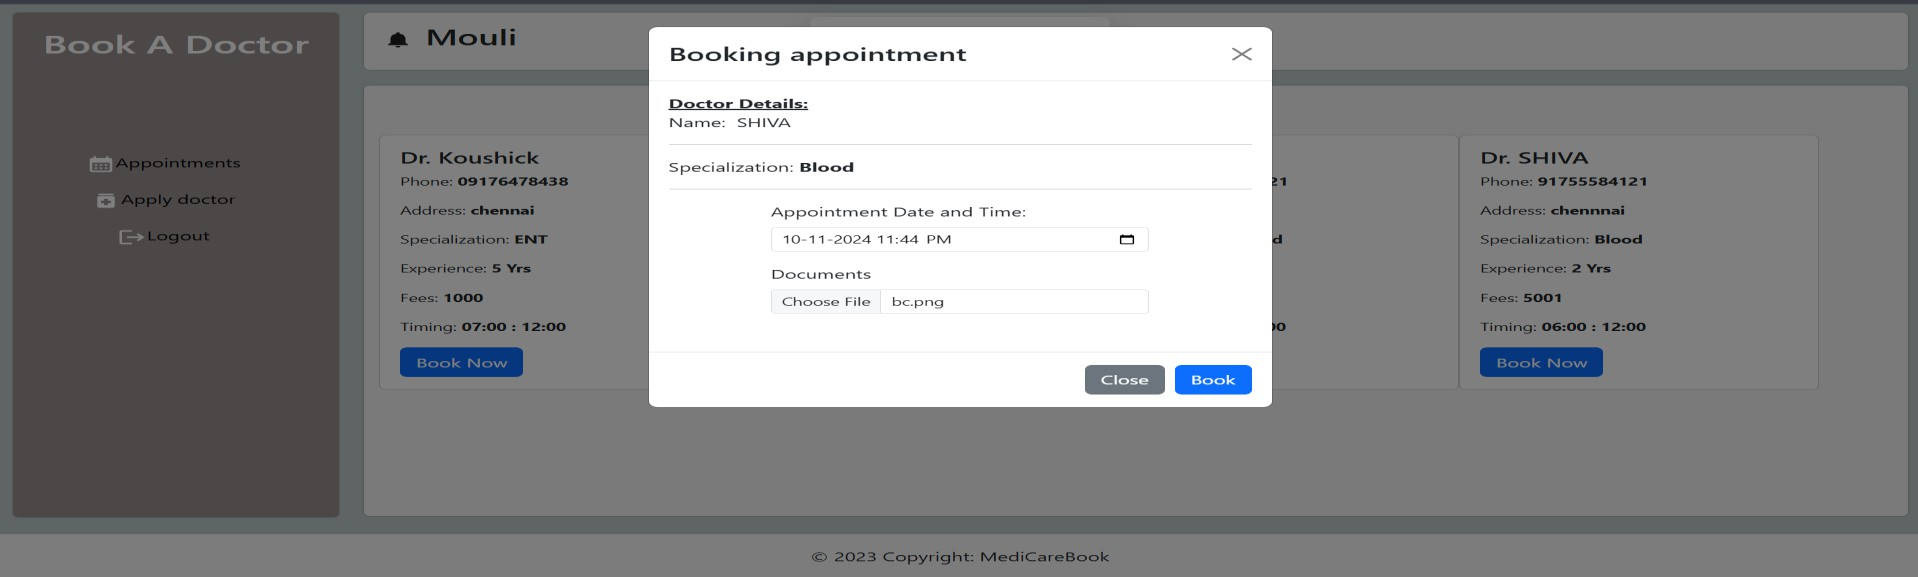 Book A Doctor
Appointments
Apply doctor
Logout
Mouli
Dr. Koushick
Phone: 09176478438
Address: chennai
Specialization: ENT
Experience: 5 Yrs
Fees: 1000
Timing: 07:00 : 12:00
Book Now
Booking appointment
Doctor Details:
Name: SHIVA
Specialization: Blood
Appointment Date and Time:
10-11-2024 11:44 PM
Documents
Choose File bc.png
Close Book
21
d
00
Dr. SHIVA
Phone: 91755584121
Address: chennnai
Specialization: Blood
Experience: 2 Yrs
Fees: 5001
Timing: 06:00 : 12:00
Book Now
© 2023 Copyright: MediCareBook